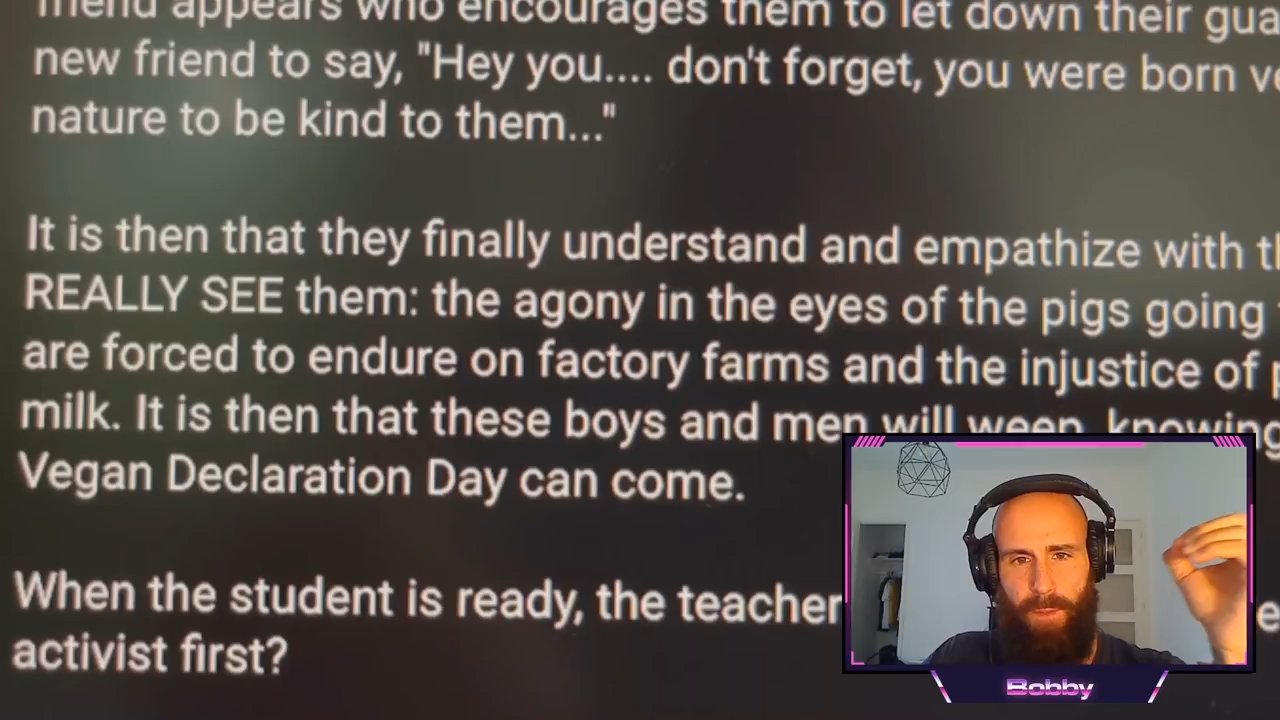 friend appears who encourages them to let down their
new friend to say, "Hey you.... don't forget, you were born
nature to be kind to them..."
It is then that they finally understand and empathize with
REALLY SEE them: the agony in the eyes of the pigs going
are forced to endure on factory farms and the injustice of
milk. It is then that these boys and men will weep, knowing
Vegan Declaration Day can come.
When the student is ready, the teacher
activist first?
Bobby